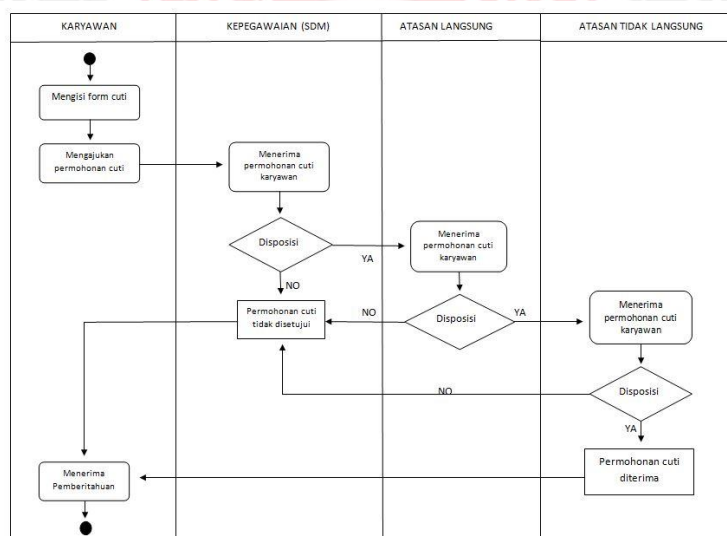 KARYAWAN
KEPEGAWAIAN (SDM)
ATASAN LANGSUNG
ATASAN TIDAK LANGSUNG
Mengisi form cuti
Mengajukan
permohonan cuti
Menerima
permohonan cuti
karyawan
Disposisi
YA
NO
Menerima
permohonan cuti
karyawan
Permohonan cuti
tidak disetujui
NO
Disposisi
YA
Menerima
permohonan cuti
karyawan
NO
Disposisi
YA
Permohonan cuti
diterima
Menerima
Pemberitahuan